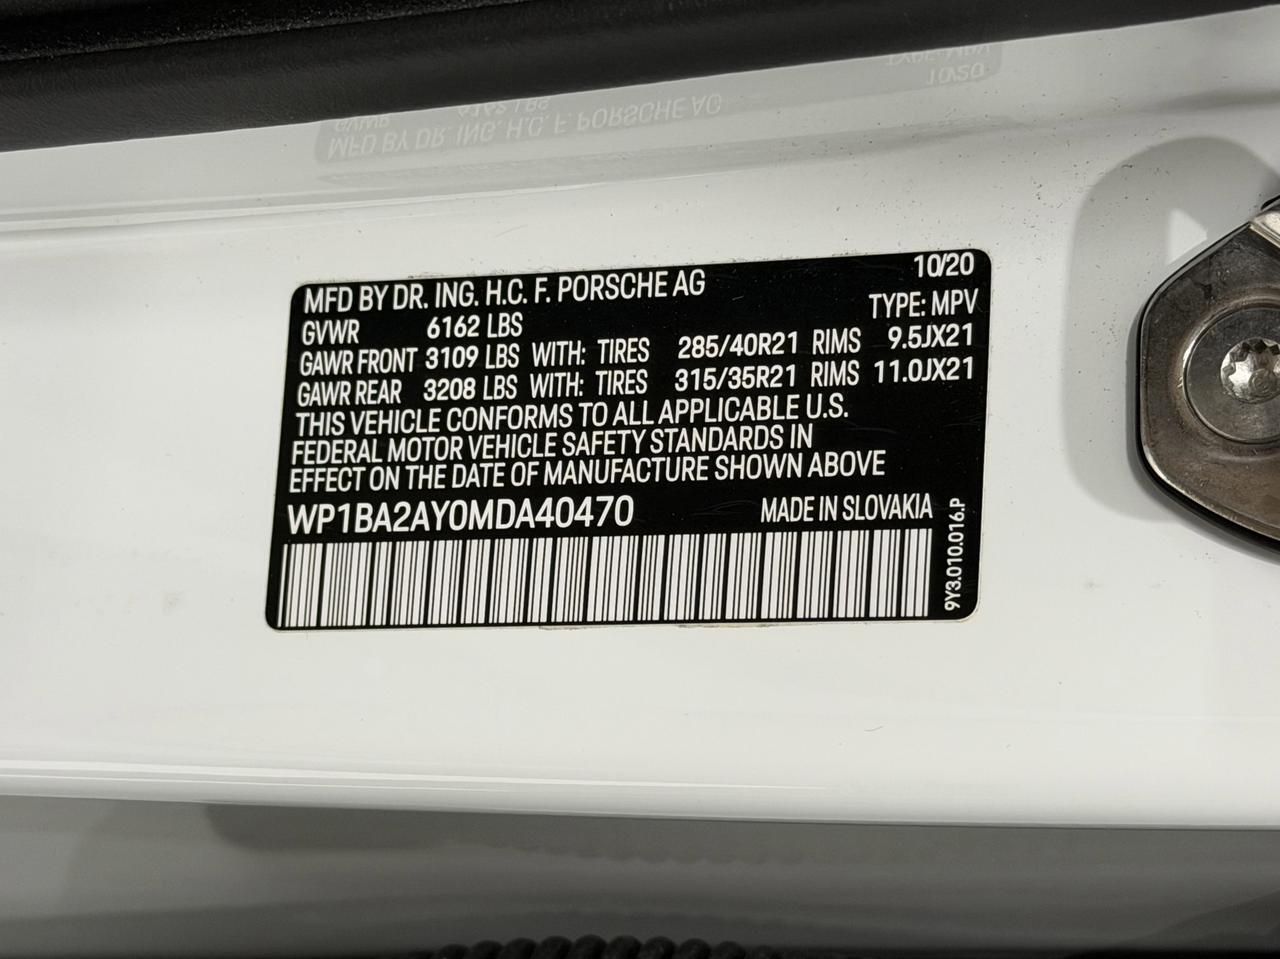 MFD BY DR. ING. H.C. F. PORSCHE AG 10/20
GVWR 6162 LBS TYPE: MPV
GAWR FRONT 3109 LBS WITH: TIRES 285/40R21 RIMS 9.5JX21
GAWR REAR 3208 LBS WITH: TIRES 315/35R21 RIMS 11.0JX21
THIS VEHICLE CONFORMS TO ALL APPLICABLE U.S.
FEDERAL MOTOR VEHICLE SAFETY STANDARDS IN
EFFECT ON THE DATE OF MANUFACTURE SHOWN ABOVE
WP1BA2AY0MDA40470 MADE IN SLOVAKIA
9Y3.010.016.P